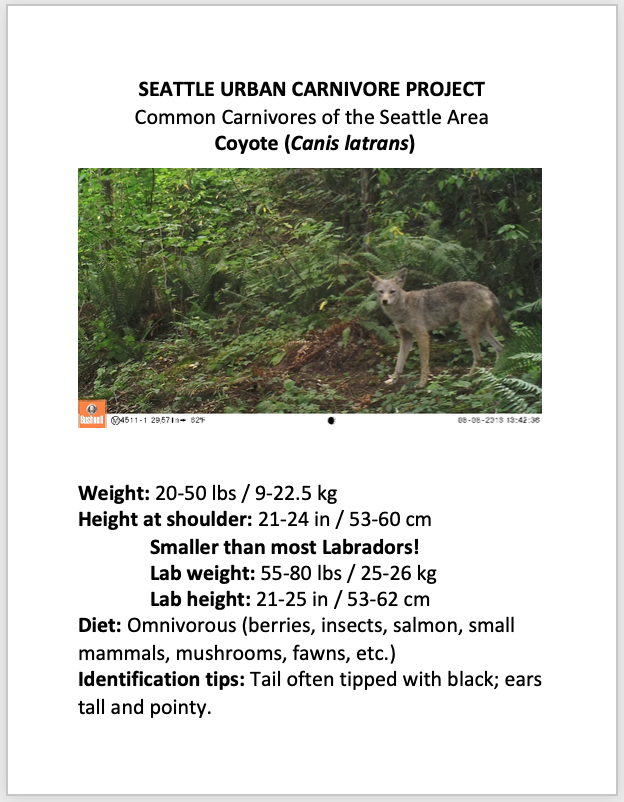 SEATTLE URBAN CARNIVORE PROJECT
Common Carnivores of the Seattle Area
Coyote (Canis latrans)
Bushnell
M4511-1 29.57in→ 62°F
08-08-2018 13:42:36
Weight: 20-50 lbs / 9-22.5 kg
Height at shoulder: 21-24 in / 53-60 cm
Smaller than most Labradors!
Lab weight: 55-80 lbs / 25-26 kg
Lab height: 21-25 in / 53-62 cm
Diet: Omnivorous (berries, insects, salmon, small
mammals, mushrooms, fawns, etc.)
Identification tips: Tail often tipped with black; ears
tall and pointy.